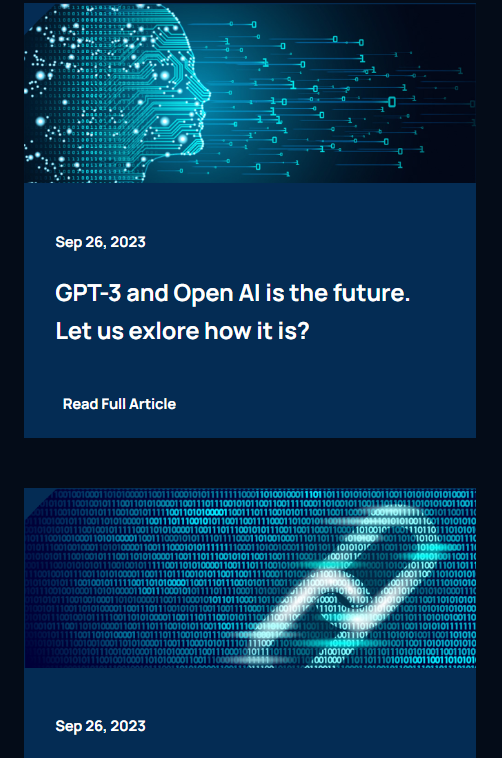 Sep 26, 2023
GPT-3 and Open AI is the future.
Let us exlore how it is?
Read Full Article
Sep 26, 2023